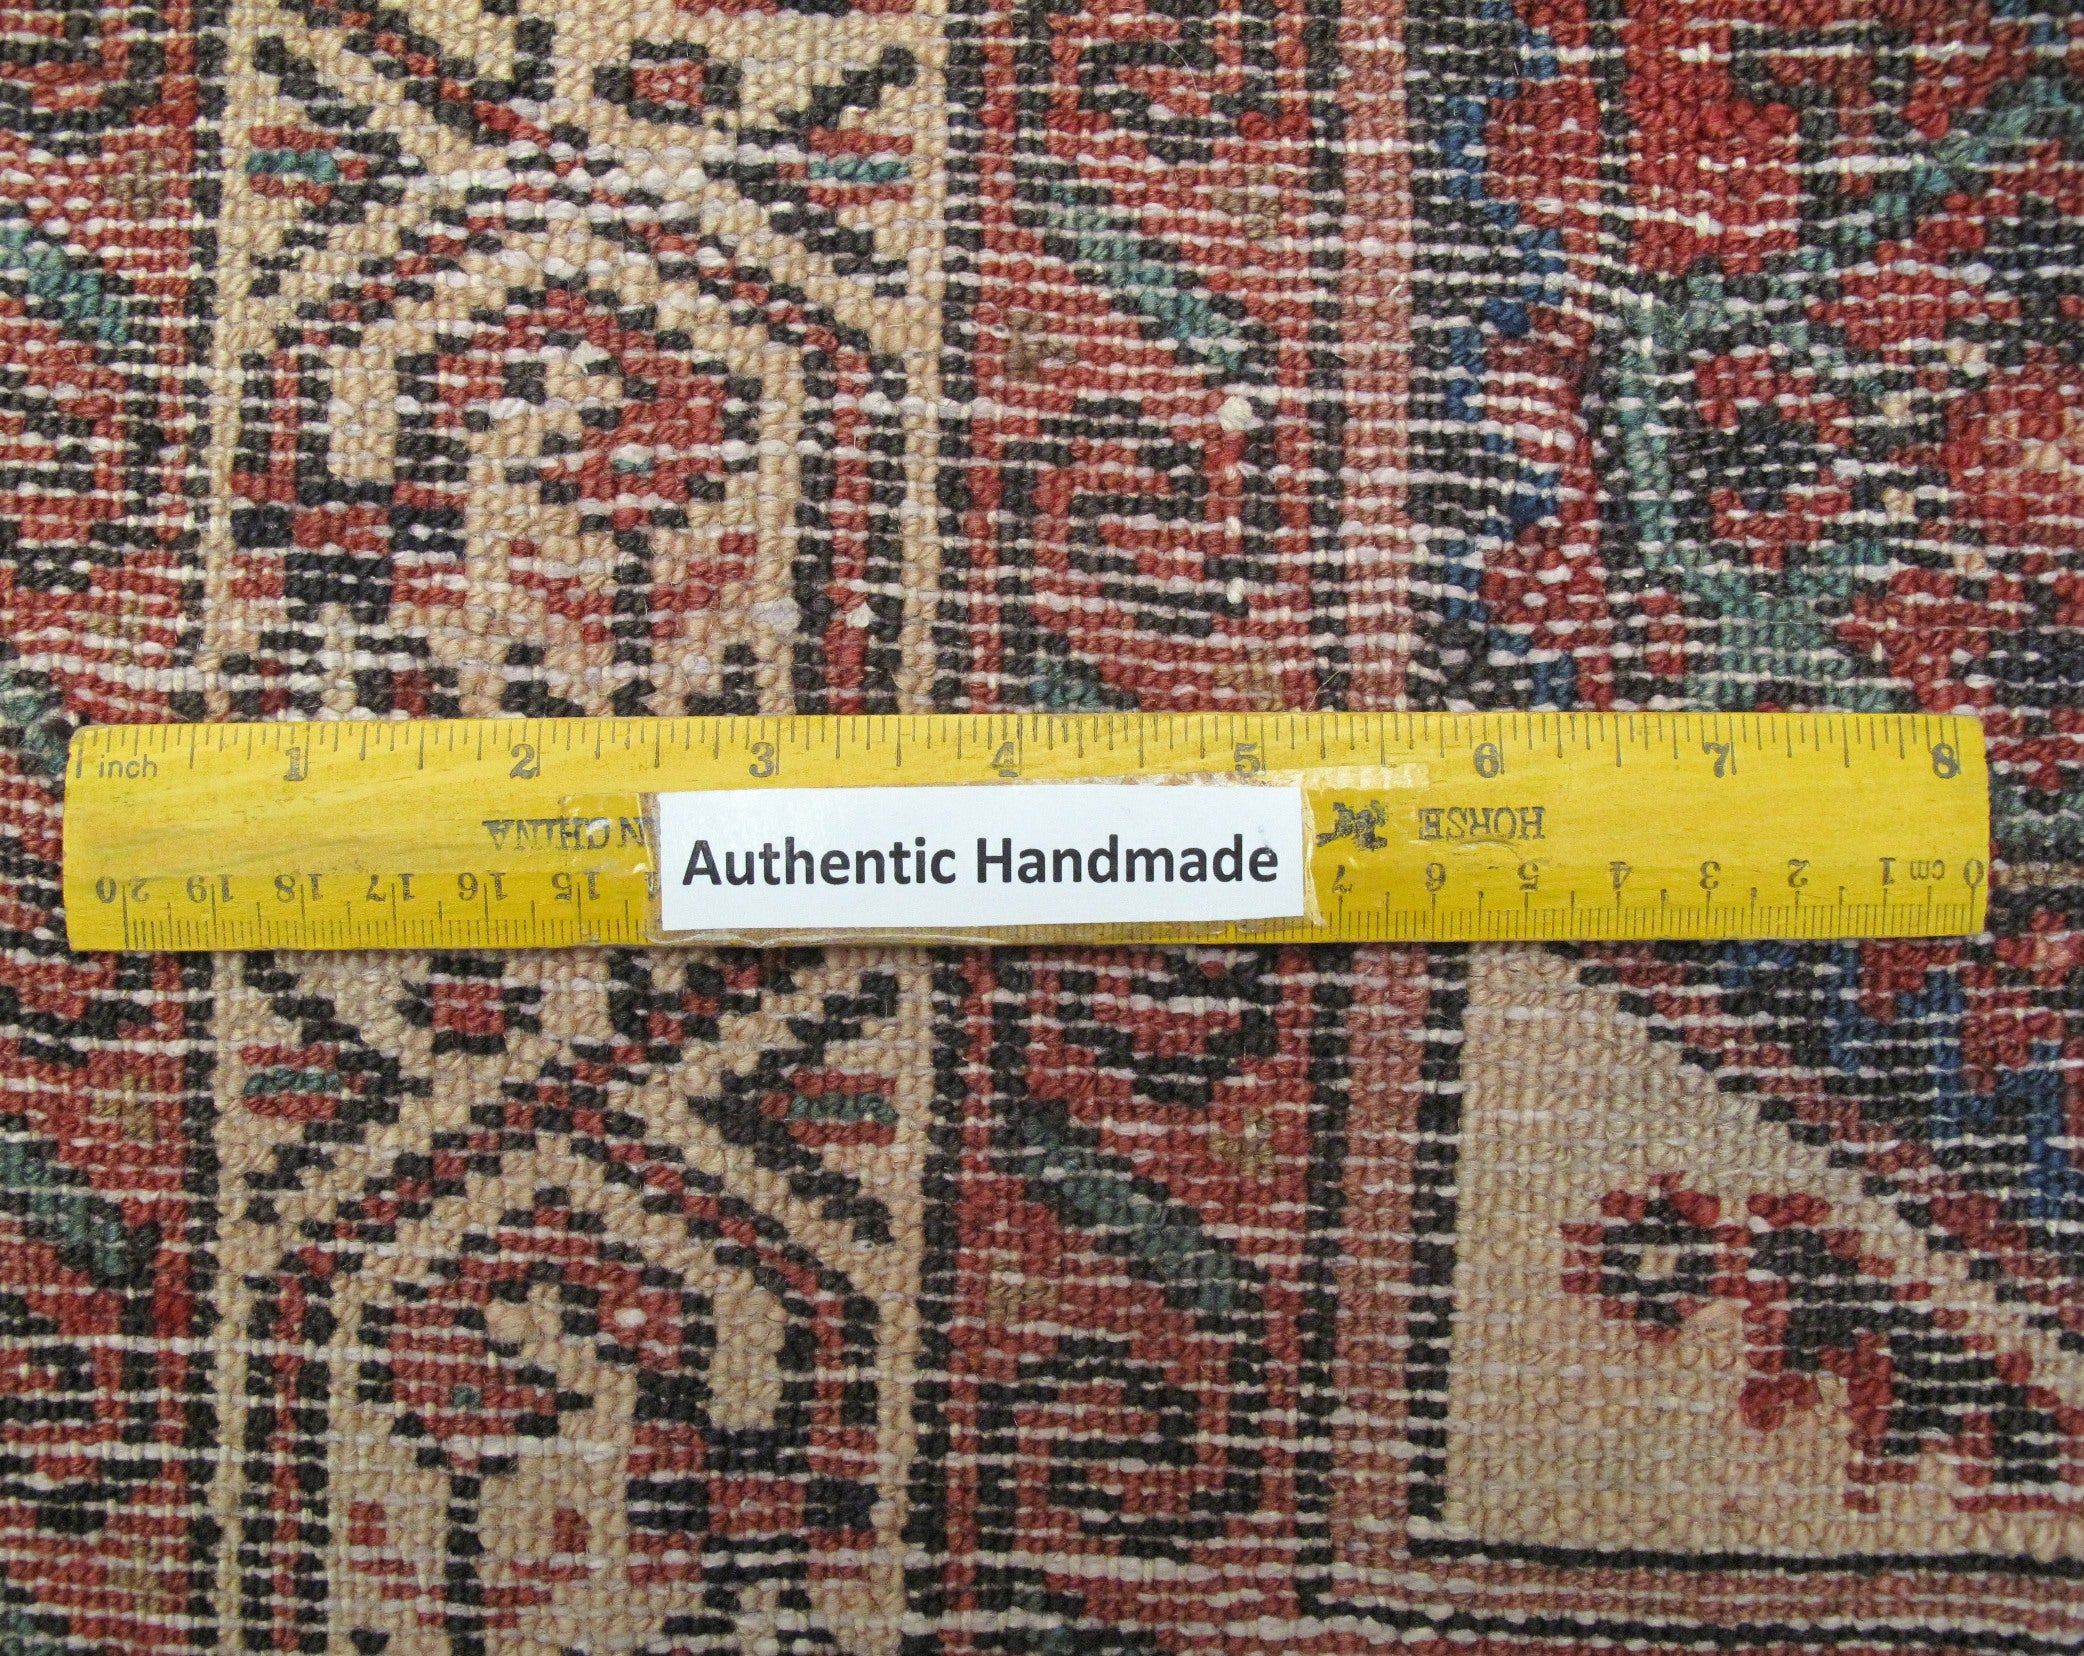 inch 1 2 3 4 5 6 7 8
HORSE
N CHINA
Authentic Handmade
0 cm 1 2 3 4 5 6 7 15 16 17 18 19 20